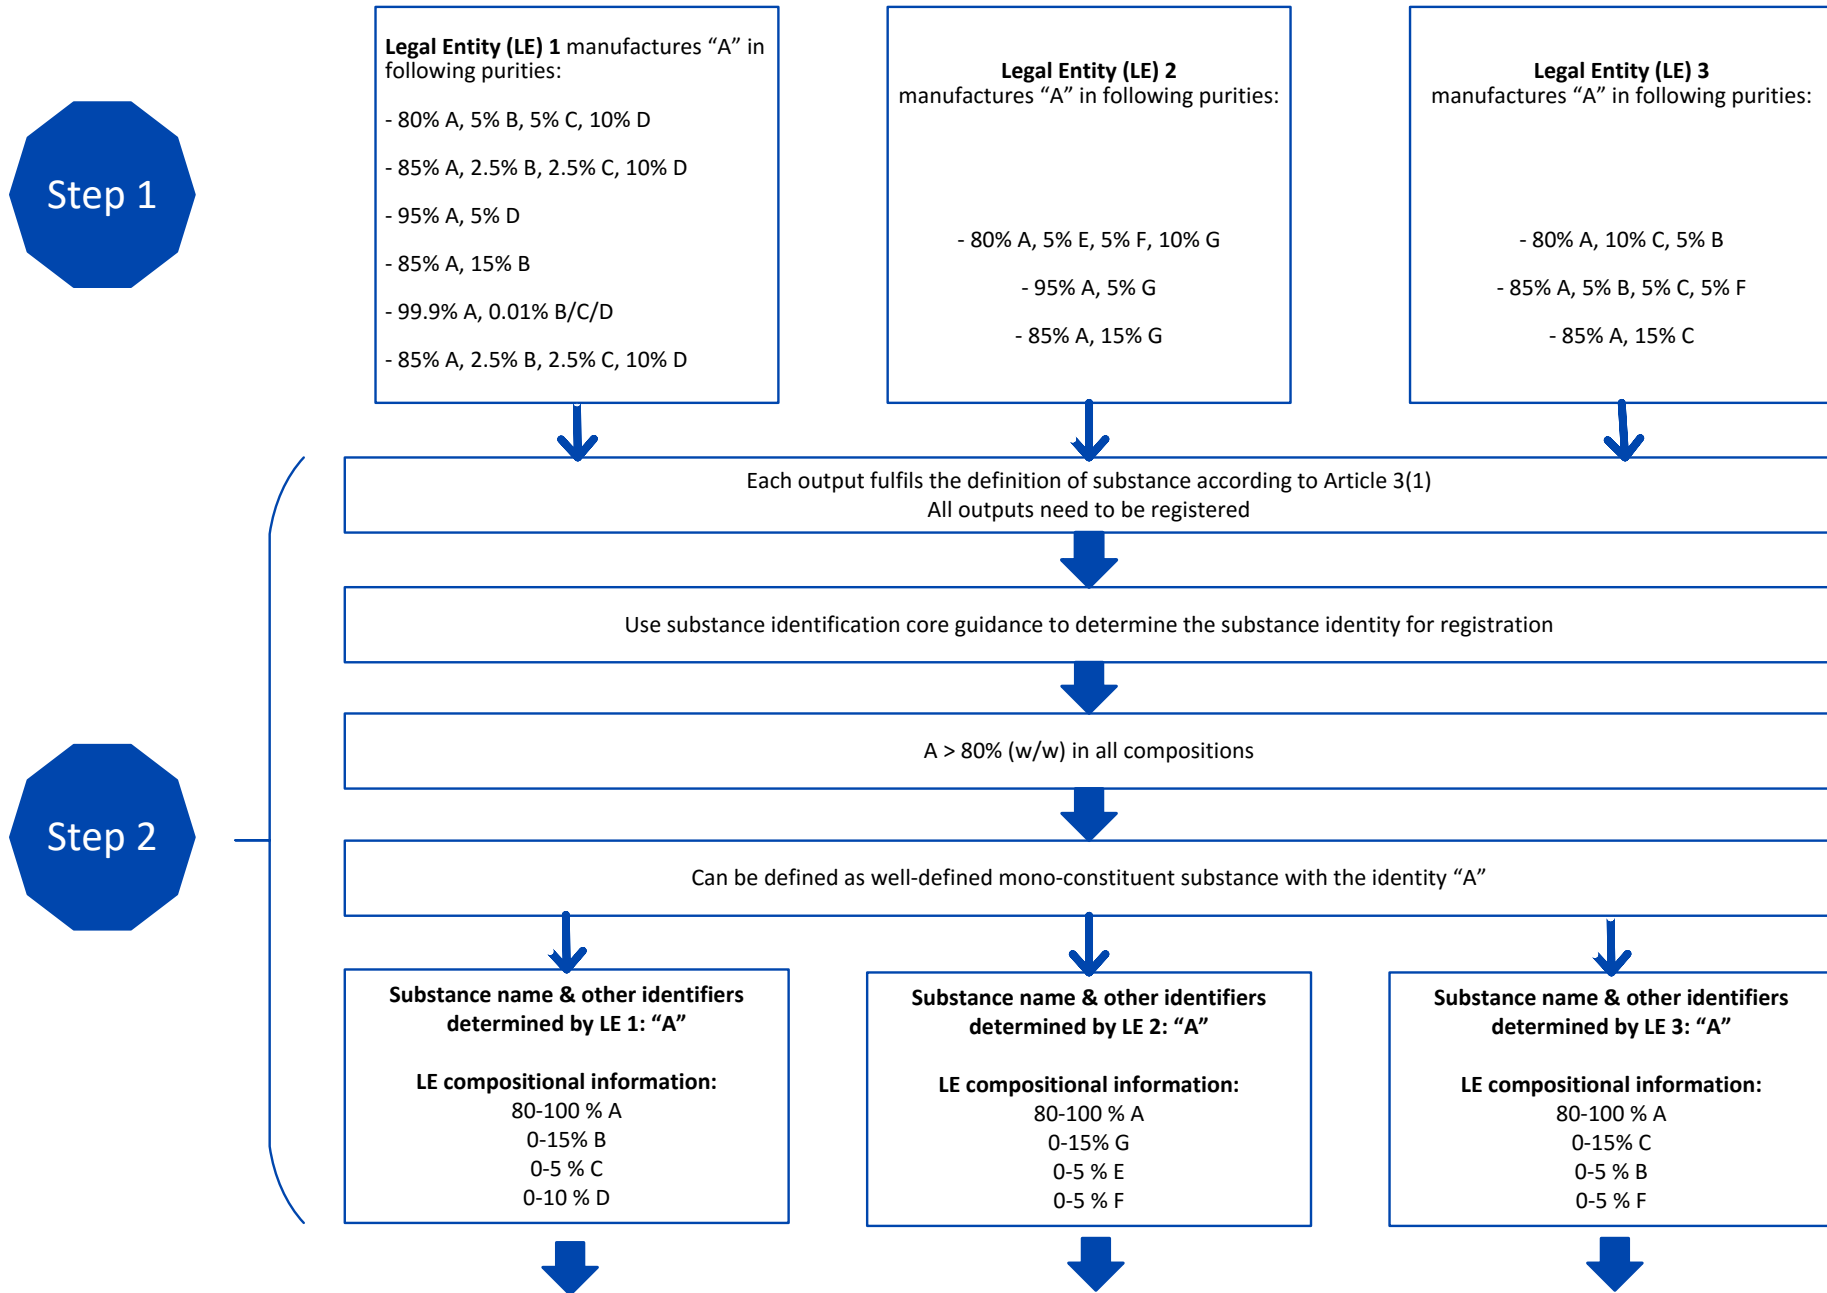 Step 1
Legal Entity (LE) 1 manufactures “A” in
following purities:
- 80% A, 5% B, 5% C, 10% D
- 85% A, 2.5% B, 2.5% C, 10% D
- 95% A, 5% D
- 85% A, 15% B
- 99.9% A, 0.01% B/C/D
- 85% A, 2.5% B, 2.5% C, 10% D
Legal Entity (LE) 2
manufactures “A” in following purities:
- 80% A, 5% E, 5% F, 10% G
- 95% A, 5% G
- 85% A, 15% G
Legal Entity (LE) 3
manufactures “A” in following purities:
- 80% A, 10% C, 5% B
- 85% A, 5% B, 5% C, 5% F
- 85% A, 15% C
Step 2
Each output fulfils the definition of substance according to Article 3(1)
All outputs need to be registered
Use substance identification core guidance to determine the substance identity for registration
A > 80% (w/w) in all compositions
Can be defined as well-defined mono-constituent substance with the identity “A”
Substance name & other identifiers
determined by LE 1: “A”
LE compositional information:
80-100 % A
0-15% B
0-5 % C
0-10 % D
Substance name & other identifiers
determined by LE 2: “A”
LE compositional information:
80-100 % A
0-15% G
0-5 % E
0-5 % F
Substance name & other identifiers
determined by LE 3: “A”
LE compositional information:
80-100 % A
0-15% C
0-5 % B
0-5 % F